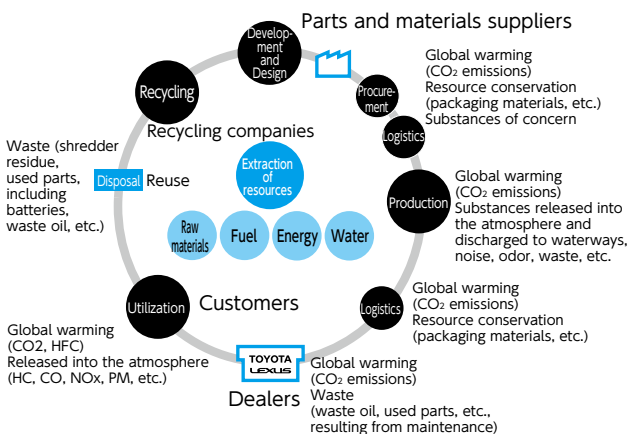 Parts and materials suppliers
Develop-
ment and
Design
Global warming
(CO₂ emissions)
Resource conservation
(packaging materials, etc.)
Substances of concern
Procure-
ment
Logistics
Recycling
Recycling companies
Waste (shredder
residue,
used parts,
including
batteries,
waste oil, etc.)
Disposal Reuse
Extraction
of
resources
Raw
materials
Fuel
Energy
Water
Production
Global warming
(CO₂ emissions)
Substances released into
the atmosphere and
discharged to waterways,
noise, odor, waste, etc.
Logistics
Global warming
(CO₂ emissions)
Resource conservation
(packaging materials, etc.)
Utilization
Customers
Global warming
(CO2, HFC)
Released into the atmosphere
(HC, CO, NOx, PM, etc.)
TOYOTA
LEXUS
Dealers
Global warming
(CO₂ emissions)
Waste
(waste oil, used parts, etc.,
resulting from maintenance)